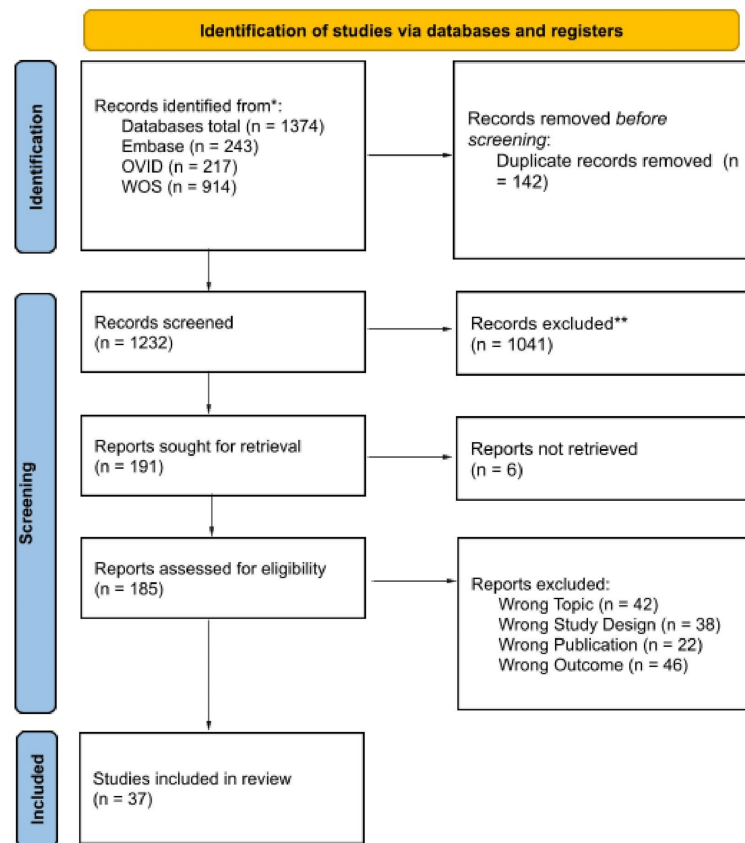 Identification of studies via databases and registers
Identification
Records identified from*:
Databases total (n = 1374)
Embase (n = 243)
OVID (n = 217)
WOS (n = 914)
Records removed before
screening:
Duplicate records removed (n
= 142)
Screening
Records screened
(n = 1232)
Records excluded**
(n = 1041)
Reports sought for retrieval
(n = 191)
Reports not retrieved
(n = 6)
Reports assessed for eligibility
(n = 185)
Reports excluded:
Wrong Topic (n = 42)
Wrong Study Design (n = 38)
Wrong Publication (n = 22)
Wrong Outcome (n = 46)
Included
Studies included in review
(n = 37)